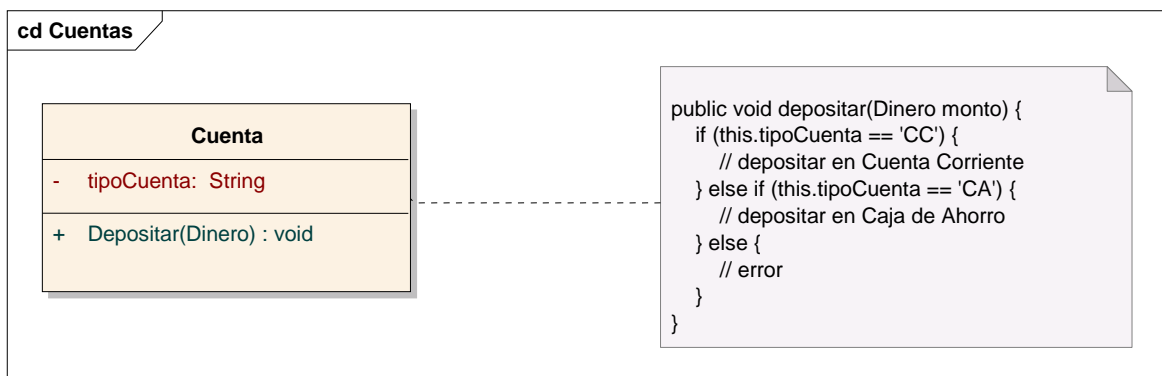 cd Cuentas
Cuenta
- tipoCuenta: String
+ Depositar(Dinero) : void
public void depositar(Dinero monto) {
if (this.tipoCuenta == 'CC') {
// depositar en Cuenta Corriente
} else if (this.tipoCuenta == 'CA') {
// depositar en Caja de Ahorro
} else {
// error
}
}